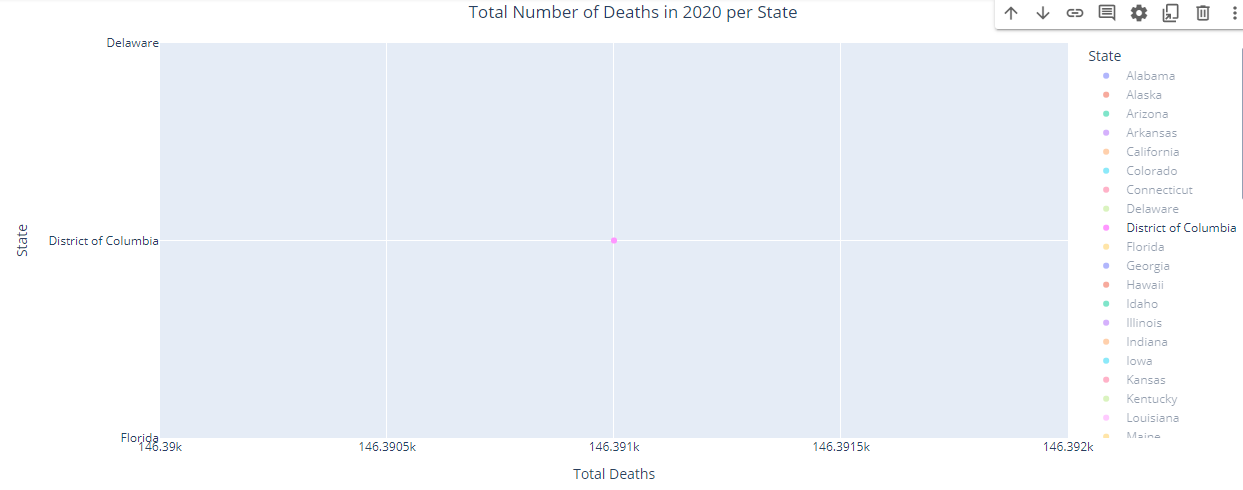 Total Number of Deaths in 2020 per State
State
Delaware
District of Columbia
Florida
146.39k
146.3905k
146.391k
146.3915k
146.392k
Total Deaths
State
Alabama
Alaska
Arizona
Arkansas
California
Colorado
Connecticut
Delaware
District of Columbia
Florida
Georgia
Hawaii
Idaho
Illinois
Indiana
Iowa
Kansas
Kentucky
Louisiana
Maine